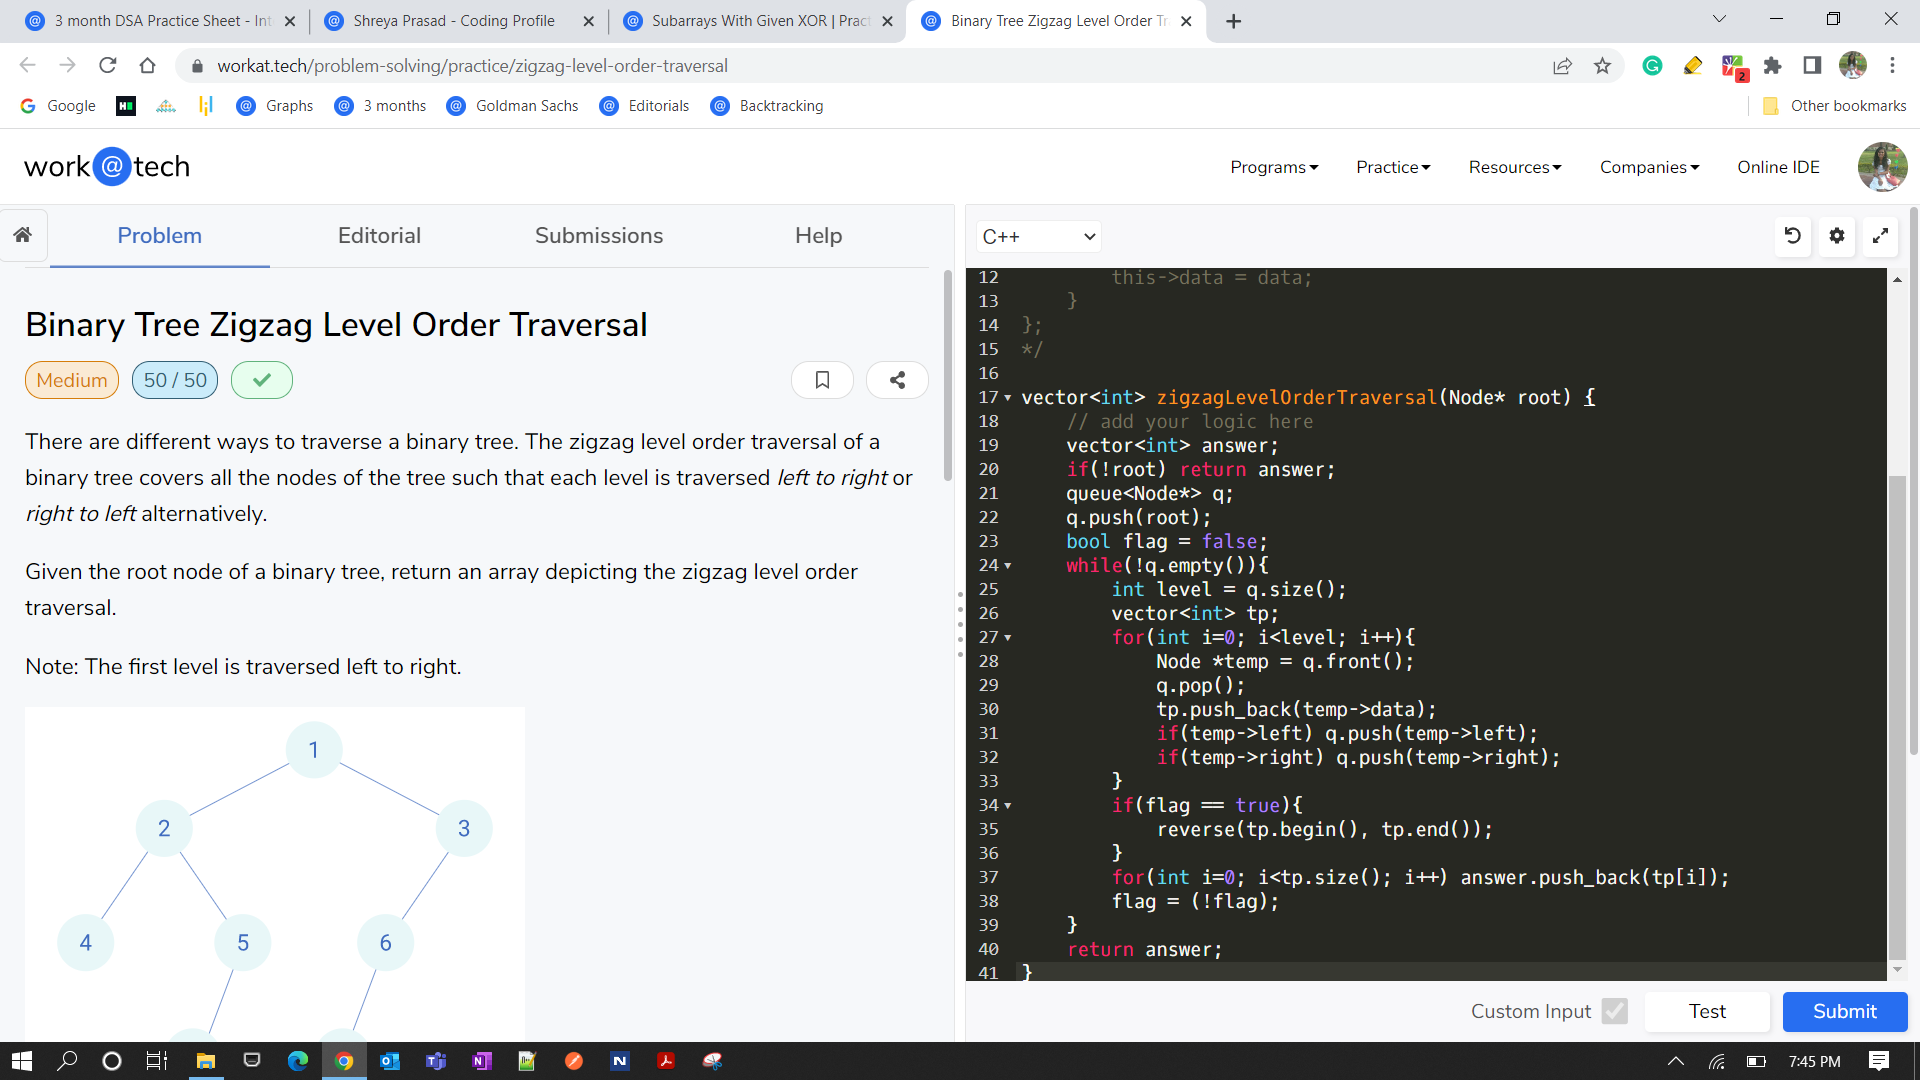 3 month DSA Practice Sheet - Int
Shreya Prasad - Coding Profile
Subarrays With Given XOR | Pract
Binary Tree Zigzag Level Order Tr
workat.tech/problem-solving/practice/zigzag-level-order-traversal
2
Google
Graphs
3 months
Goldman Sachs
Editorials
Backtracking
Other bookmarks
work@tech
Programs
Practice
Resources
Companies
Online IDE
Problem
Editorial
Submissions
Help
Binary Tree Zigzag Level Order Traversal
Medium
50 / 50
There are different ways to traverse a binary tree. The zigzag level order traversal of a
binary tree covers all the nodes of the tree such that each level is traversed left to right or
right to left alternatively.
Given the root node of a binary tree, return an array depicting the zigzag level order
traversal.
Note: The first level is traversed left to right.
1
2
3
4
5
6
C++
12 this->data = data;
13 }
14 };
15 */
16
17 vector<int> zigzagLevelOrderTraversal(Node* root) {
18 // add your logic here
19 vector<int> answer;
20 if(!root) return answer;
21 queue<Node*> q;
22 q.push(root);
23 bool flag = false;
24 while(!q.empty()){
25 int level = q.size();
26 vector<int> tp;
27 for(int i=0; i<level; i++){
28 Node *temp = q.front();
29 q.pop();
30 tp.push_back(temp->data);
31 if(temp->left) q.push(temp->left);
32 if(temp->right) q.push(temp->right);
33 }
34 if(flag == true){
35 reverse(tp.begin(), tp.end());
36 }
37 for(int i=0; i<tp.size(); i++) answer.push_back(tp[i]);
38 flag = (!flag);
39 }
40 return answer;
41 }
Custom Input
Test
Submit
7:45 PM